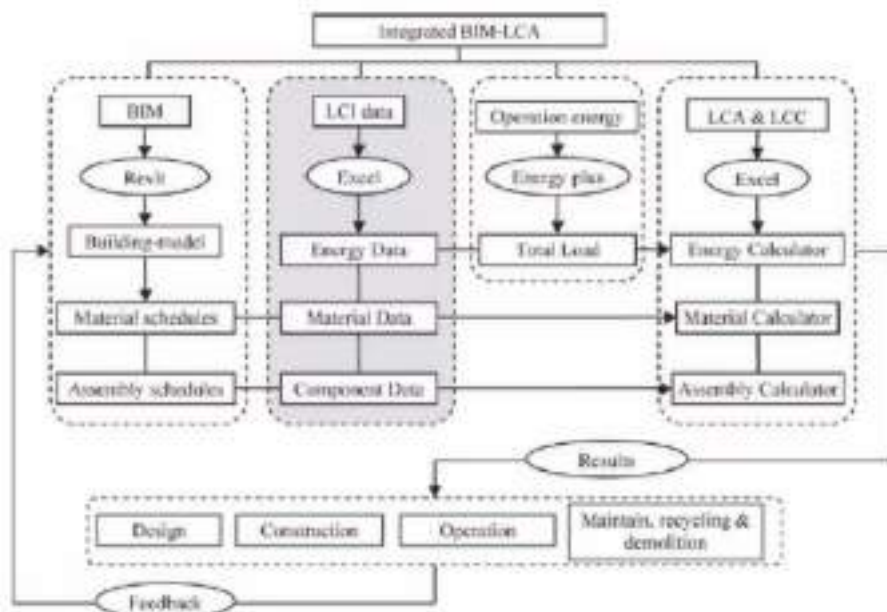 Integrated BIM-LCA
BIM
LCI data
Operation energy
LCA & LCC
Revit
Excel
Energy plus
Excel
Building-model
Energy Data
Total Load
Energy Calculator
Material schedules
Material Data
Material Calculator
Assembly schedules
Component Data
Assembly Calculator
Results
Design
Construction
Operation
Maintain, recycling &
demolition
Feedback